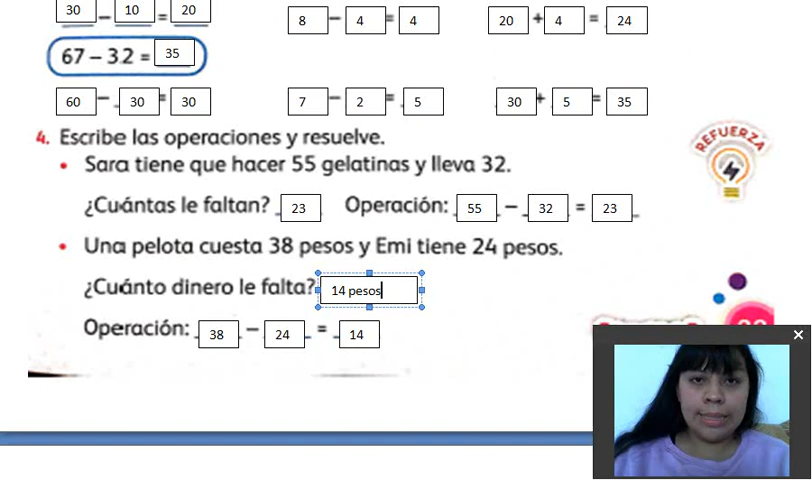 30 – 10 = 20   8 – 4 = 4   20 + 4 = 24
67 – 32 = 35
60 – 30 = 30   7 – 2 = 5   30 + 5 = 35
4. Escribe las operaciones y resuelve.
• Sara tiene que hacer 55 gelatinas y lleva 32.
¿Cuántas le faltan? 23   Operación: 55 – 32 = 23
• Una pelota cuesta 38 pesos y Emi tiene 24 pesos.
¿Cuánto dinero le falta? 14 pesos
Operación: 38 – 24 = 14
REFUERZA